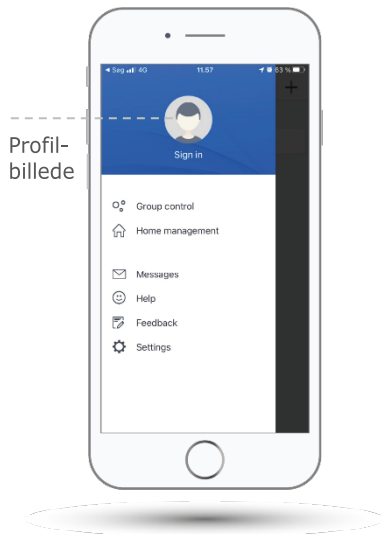 Søg 4G 11.57 63 %
+
Sign in
Profil-
billede
Group control
Home management
Messages
Help
Feedback
Settings